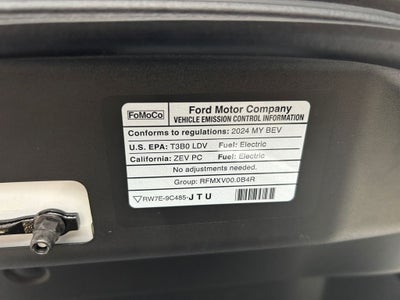 FoMoCo
Ford Motor Company
VEHICLE EMISSION CONTROL INFORMATION
Conforms to regulations: 2024 MY BEV
U.S. EPA: T3B0 LDV Fuel: Electric
California: ZEV PC Fuel: Electric
No adjustments needed.
Group: RFMXV00.0B4R
RW7E-9C485-JTU